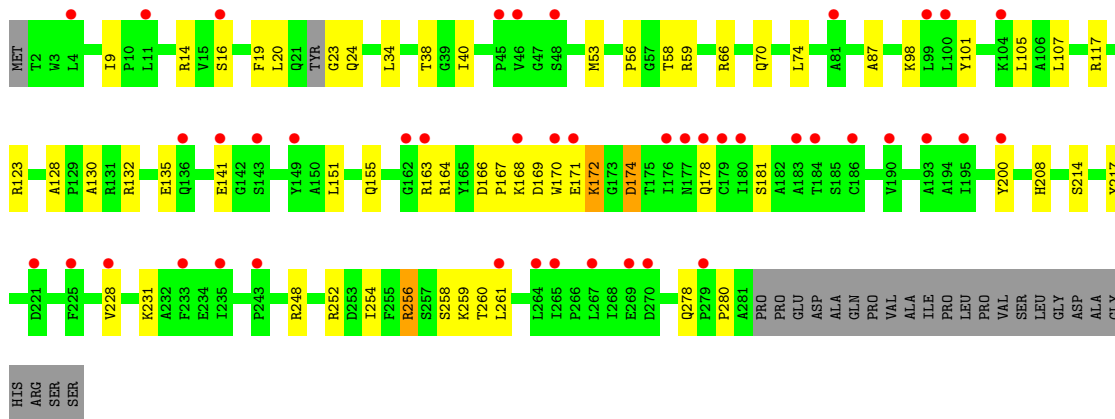 MET T2 W3 L4 I9 P10 L11 R14 V15 S16 F19 L20 Q21 TYR G23 Q24 L34 T38 G39 I40 P45 V46 G47 S48 M53 P56 G57 T58 R59 R66 Q70 L74 A81 A87 K98 L99 L100 Y101 K104 L105 A106 L107 R117
R123 A128 P129 A130 R131 R132 E135 Q136 E141 G142 S143 Y149 A150 L151 Q155 G162 R163 R164 Y165 D166 P167 K168 D169 W170 E171 K172 G173 D174 T175 I176 N177 Q178 G179 I180 S181 A182 A183 T184 S185 C186 V190 A193 A194 I195 Y200 H208 S214
D221 F225 V228 K231 A232 F233 E234 I235 P243 R248 R252 D253 I254 F255 R256 S257 S258 K259 T260 L261 L264 I265 P266 L267 I268 E269 D270 Q278 P279 P280 A281 PRO PRO GLU ASP ALA GLN PRO VAL ALA ILE PRO LEU PRO VAL SER LEU GLY ASP ALA
HIS ARG SER SER